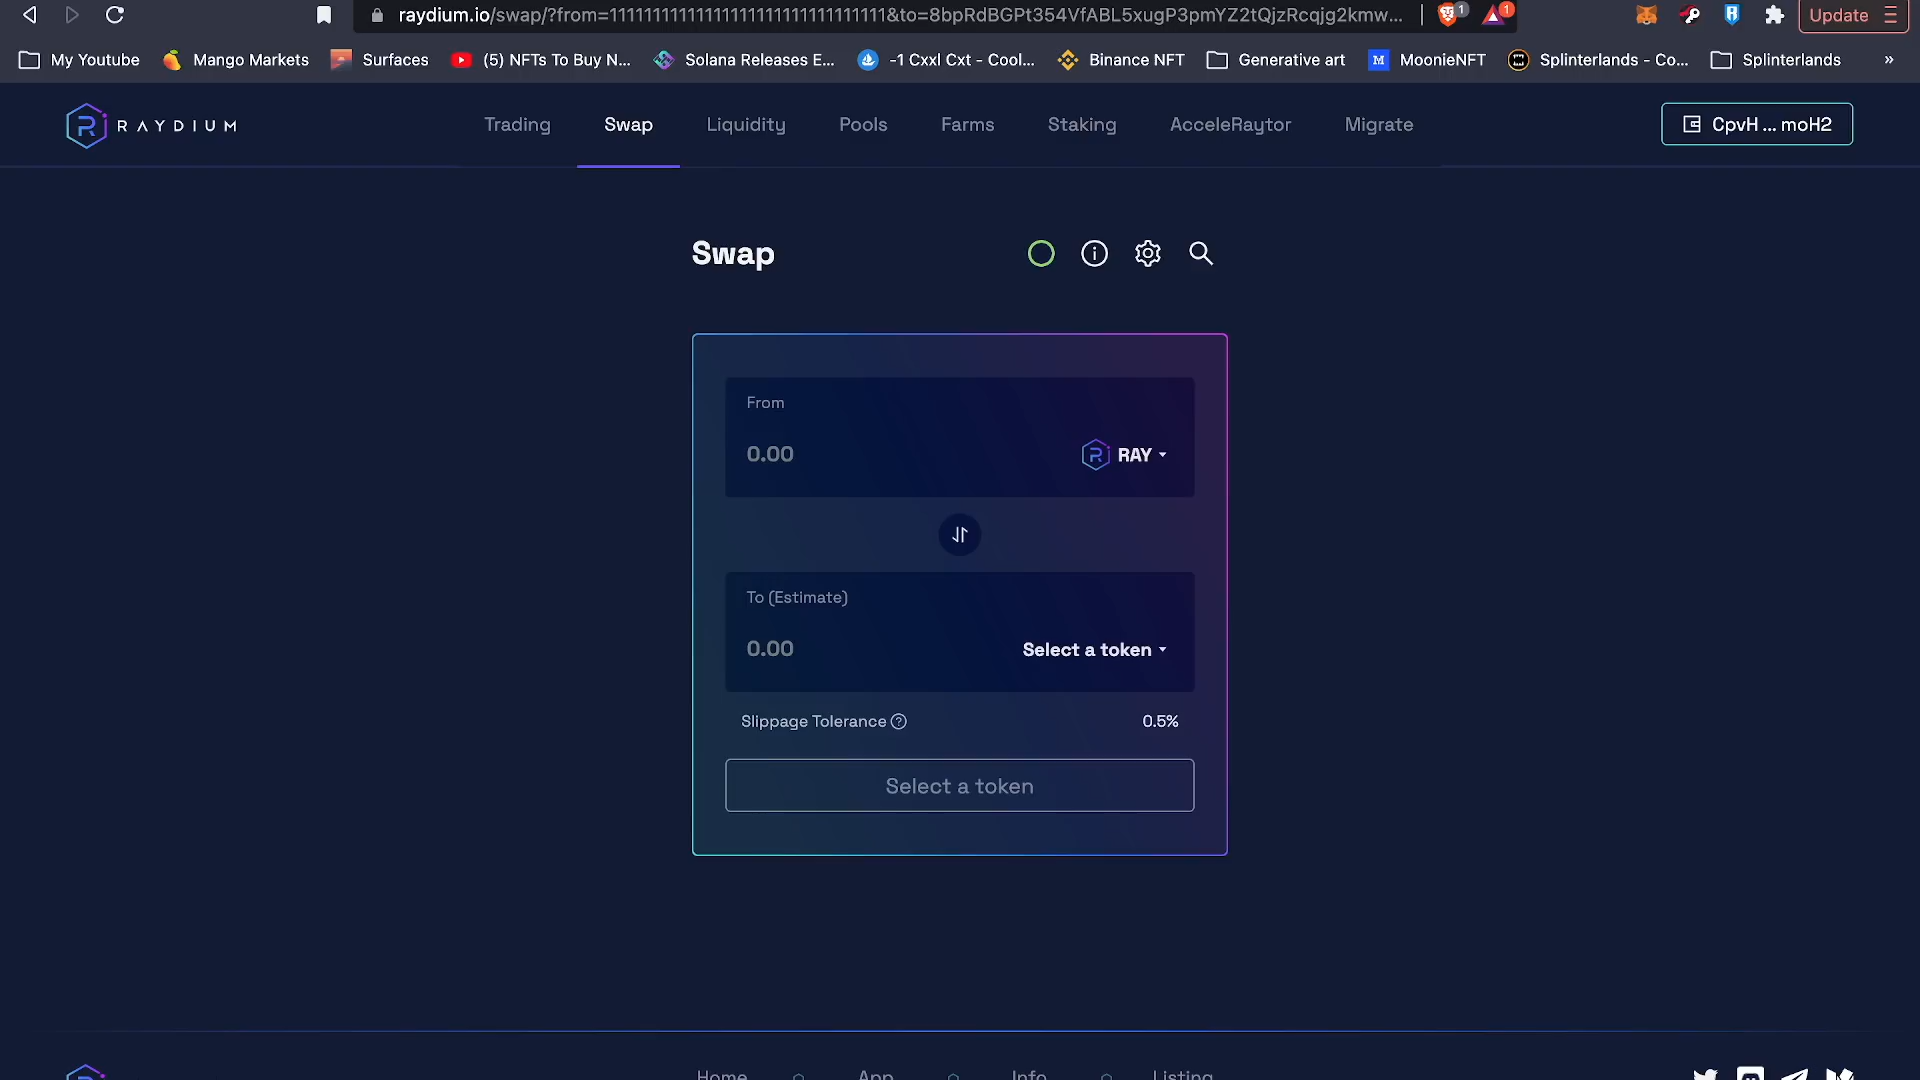 raydium.io/swap/?from=11111111111111111111111111111111&to=8bpRdBGPt354VfABL5xugP3pmYZ2tQjzRcqjg2kmw...
1
1
Update
My Youtube
Mango Markets
Surfaces
(5) NFTs To Buy N...
Solana Releases E...
-1 Cxxl Cxt - Cool...
Binance NFT
Generative art
M
MoonieNFT
Splinterlands - Co...
Splinterlands
»
RAYDIUM
Trading
Swap
Liquidity
Pools
Farms
Staking
AcceleRaytor
Migrate
CpvH ... moH2
Swap
From
0.00
RAY
To (Estimate)
0.00
Select a token
Slippage Tolerance
0.5%
Select a token
Home
App
Info
Listing